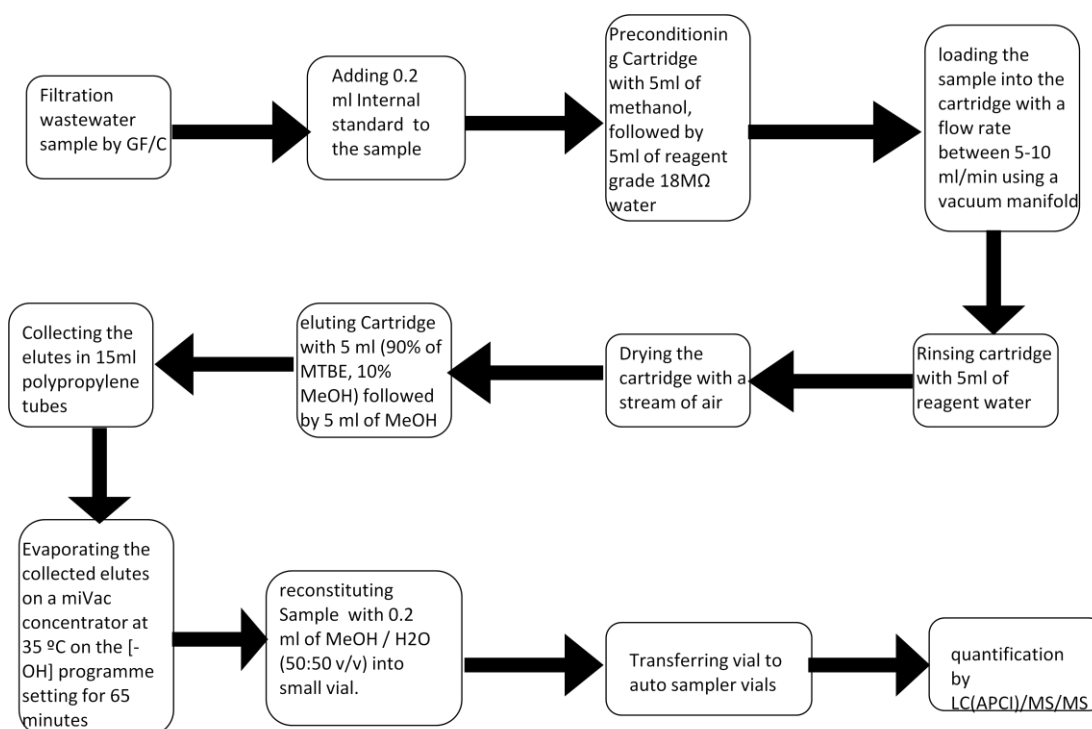 Filtration
wastewater
sample by GF/C
Adding 0.2
ml Internal
standard to
the sample
Preconditionin
g Cartridge
with 5ml of
methanol,
followed by
5ml of reagent
grade 18MΩ
water
loading the
sample into the
cartridge with a
flow rate
between 5-10
ml/min using a
vacuum manifold
Rinsing cartridge
with 5ml of
reagent water
Drying the
cartridge with a
stream of air
eluting Cartridge
with 5 ml (90% of
MTBE, 10%
MeOH) followed
by 5 ml of MeOH
Collecting the
elutes in 15ml
polypropylene
tubes
Evaporating the
collected elutes
on a miVac
concentrator at
35 ºC on the [-
OH] programme
setting for 65
minutes
reconstituting
Sample with 0.2
ml of MeOH / H2O
(50:50 v/v) into
small vial.
Transferring vial to
auto sampler vials
quantification
by
LC(APCI)/MS/MS